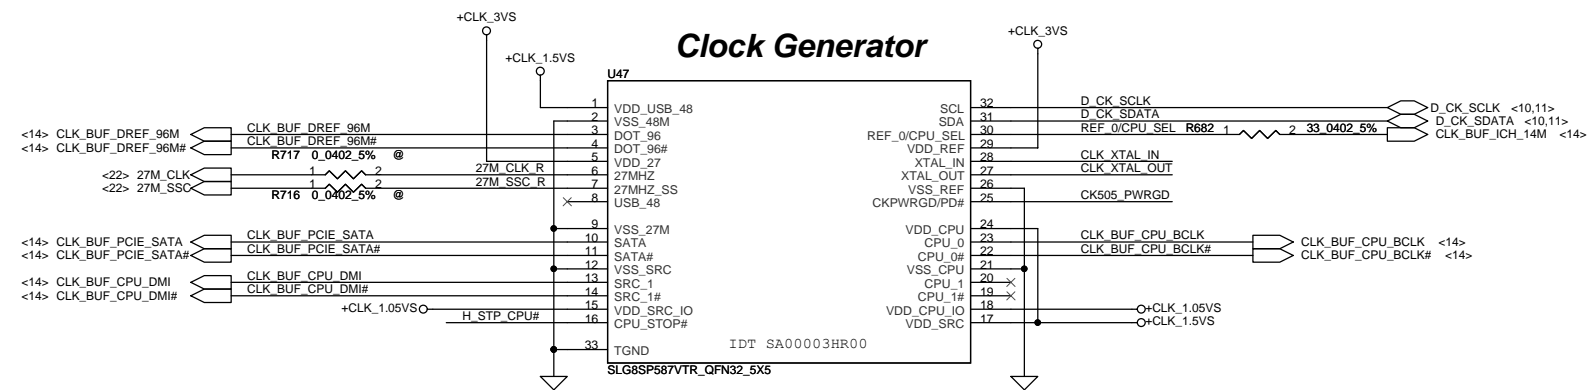 +CLK_3VS
Clock Generator
+CLK_3VS
+CLK_1.5VS
U47
1 VDD_USB_48
2 VSS_48M
<14> CLK_BUF_DREF_96M CLK_BUF_DREF_96M 3 DOT_96
<14> CLK_BUF_DREF_96M# CLK_BUF_DREF_96M# 4 DOT_96#
R717 0_0402_5% @
5 VDD_27
<22> 27M_CLK 1 2 27M_CLK_R 6 27MHZ
<22> 27M_SSC 1 2 27M_SSC_R 7 27MHZ_SS
R716 0_0402_5% @
8 USB_48
9 VSS_27M
<14> CLK_BUF_PCIE_SATA CLK_BUF_PCIE_SATA 10 SATA
<14> CLK_BUF_PCIE_SATA# CLK_BUF_PCIE_SATA# 11 SATA#
12 VSS_SRC
<14> CLK_BUF_CPU_DMI CLK_BUF_CPU_DMI 13 SRC_1
<14> CLK_BUF_CPU_DMI# CLK_BUF_CPU_DMI# 14 SRC_1#
+CLK_1.05VS 15 VDD_SRC_IO
H_STP_CPU# 16 CPU_STOP#
33 TGND
SCL 32 D_CK_SCLK D_CK_SCLK <10,11>
SDA 31 D_CK_SDATA D_CK_SDATA <10,11>
REF_0/CPU_SEL 30 REF_0/CPU_SEL R682 1 2 33_0402_5% CLK_BUF_ICH_14M <14>
VDD_REF 29
XTAL_IN 28 CLK_XTAL_IN
XTAL_OUT 27 CLK_XTAL_OUT
VSS_REF 26
CKPWRGD/PD# 25 CK505_PWRGD
VDD_CPU 24
CPU_0 23 CLK_BUF_CPU_BCLK CLK_BUF_CPU_BCLK <14>
CPU_0# 22 CLK_BUF_CPU_BCLK# CLK_BUF_CPU_BCLK# <14>
VSS_CPU 21
CPU_1 20
CPU_1# 19
VDD_CPU_IO 18 +CLK_1.05VS
VDD_SRC 17 +CLK_1.5VS
IDT SA00003HR00
SLG8SP587VTR_QFN32_5X5